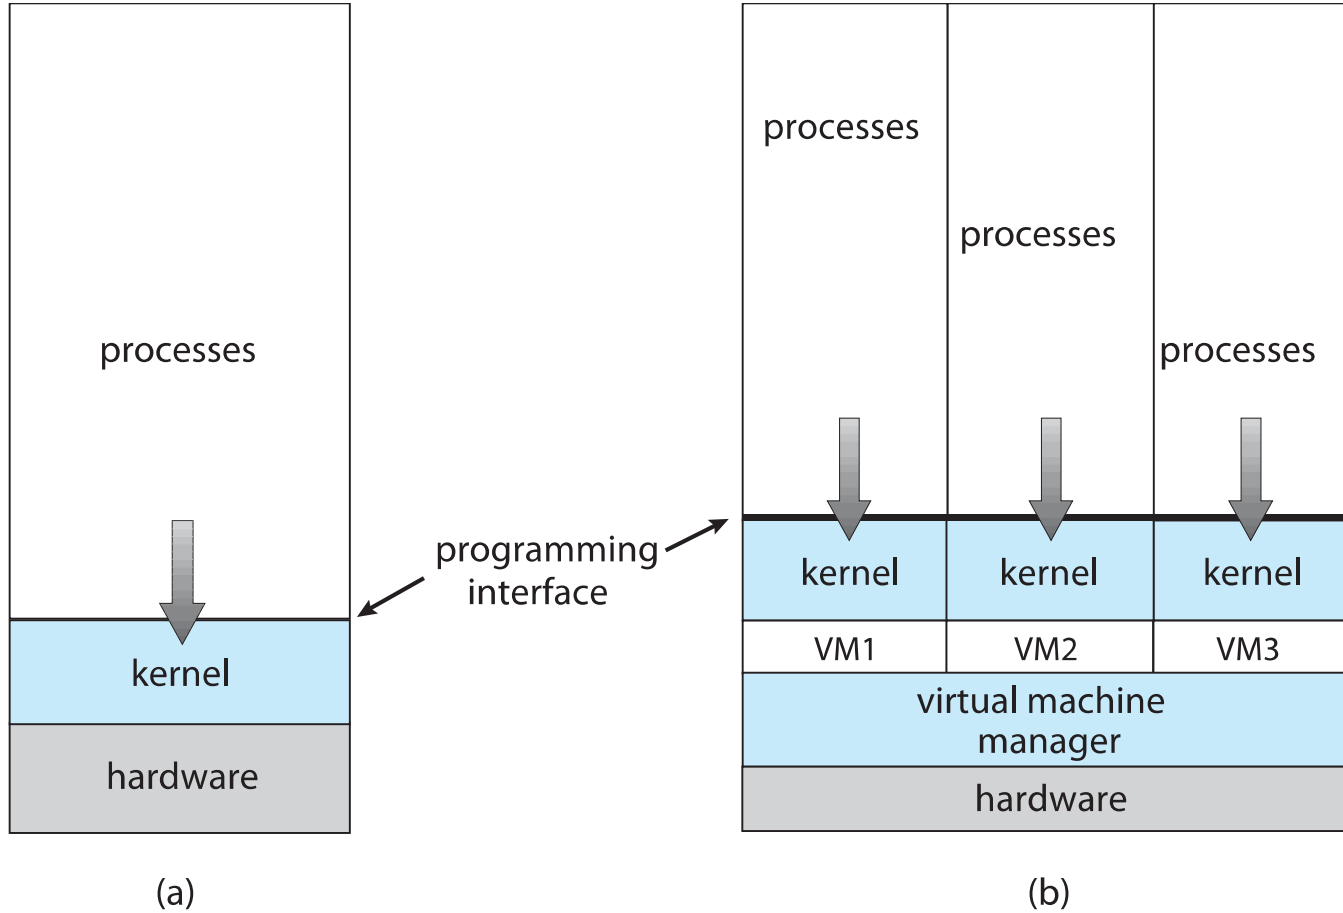 processes
kernel
hardware
(a)
programming
interface
processes
processes
processes
kernel
kernel
kernel
VM1
VM2
VM3
virtual machine
manager
hardware
(b)